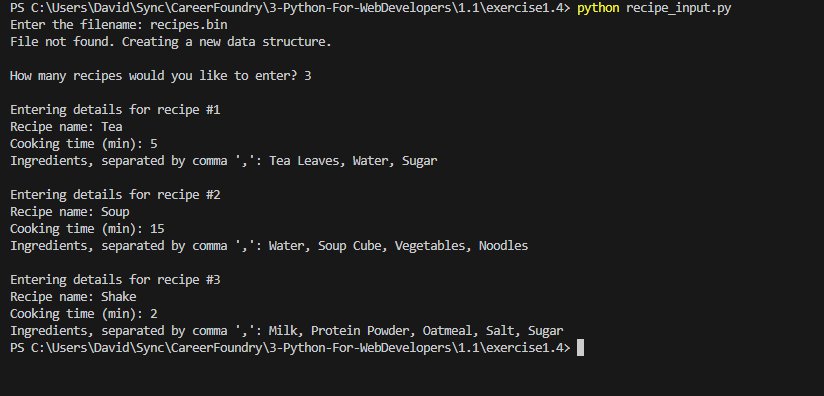 PS C:\Users\David\Sync\CareerFoundry\3-Python-For-WebDevelopers\1.1\exercise1.4> python recipe_input.py
Enter the filename: recipes.bin
File not found. Creating a new data structure.
How many recipes would you like to enter? 3
Entering details for recipe #1
Recipe name: Tea
Cooking time (min): 5
Ingredients, separated by comma ',': Tea Leaves, Water, Sugar
Entering details for recipe #2
Recipe name: Soup
Cooking time (min): 15
Ingredients, separated by comma ',': Water, Soup Cube, Vegetables, Noodles
Entering details for recipe #3
Recipe name: Shake
Cooking time (min): 2
Ingredients, separated by comma ',': Milk, Protein Powder, Oatmeal, Salt, Sugar
PS C:\Users\David\Sync\CareerFoundry\3-Python-For-WebDevelopers\1.1\exercise1.4>